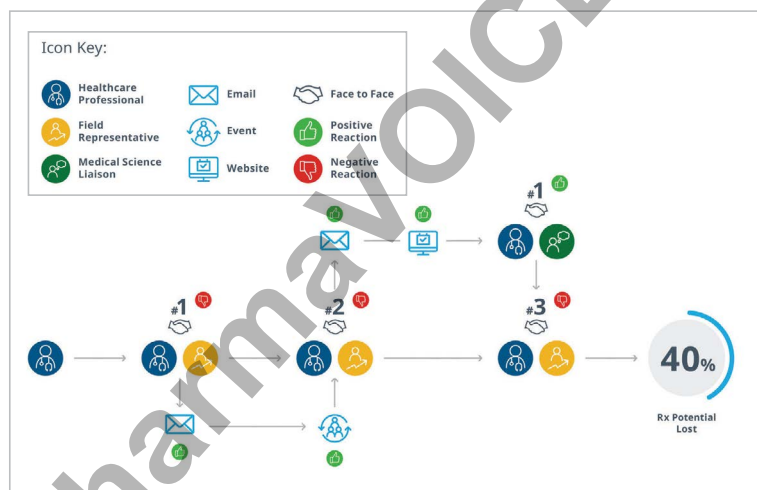 Icon Key:
Healthcare
Professional
Email
Face to Face
Field
Representative
Event
Positive
Reaction
Medical Science
Liaison
Website
Negative
Reaction
#1
#1
#2
#3
40%
Rx Potential
Lost
PharmaVOICE